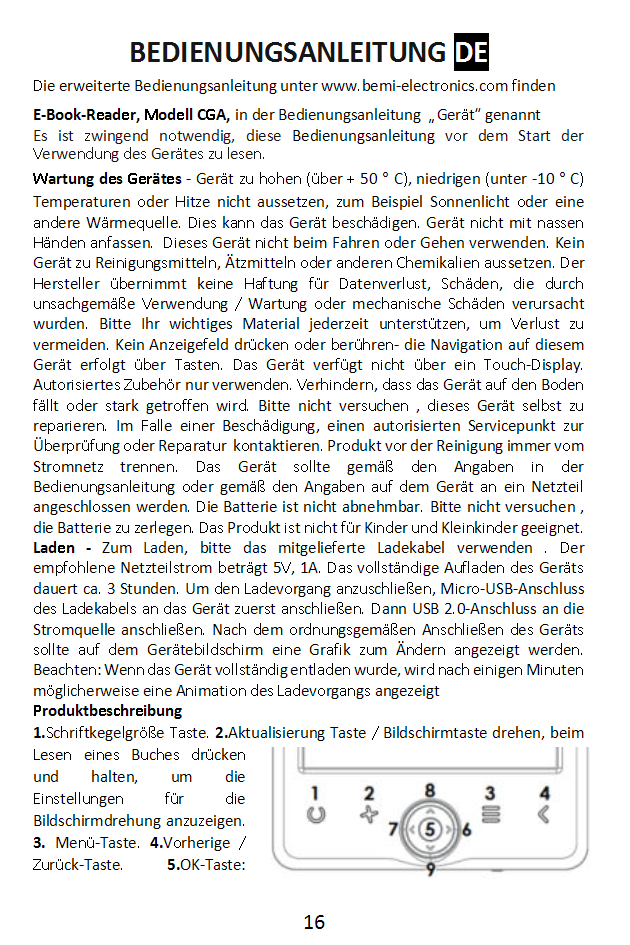 BEDIENUNGSANLEITUNG DE
Die erweiterte Bedienungsanleitung unter www.bemi-electronics.com finden
E-Book-Reader, Modell CGA, in der Bedienungsanleitung „Gerät“ genannt
Es ist zwingend notwendig, diese Bedienungsanleitung vor dem Start der
Verwendung des Gerätes zu lesen.
Wartung des Gerätes - Gerät zu hohen (über + 50 ° C), niedrigen (unter -10 ° C)
Temperaturen oder Hitze nicht aussetzen, zum Beispiel Sonnenlicht oder eine
andere Wärmequelle. Dies kann das Gerät beschädigen. Gerät nicht mit nassen
Händen anfassen. Dieses Gerät nicht beim Fahren oder Gehen verwenden. Kein
Gerät zu Reinigungsmitteln, Ätzmitteln oder anderen Chemikalien aussetzen. Der
Hersteller übernimmt keine Haftung für Datenverlust, Schäden, die durch
unsachgemäße Verwendung / Wartung oder mechanische Schäden verursacht
wurden. Bitte Ihr wichtiges Material jederzeit unterstützen, um Verlust zu
vermeiden. Kein Anzeigefeld drücken oder berühren- die Navigation auf diesem
Gerät erfolgt über Tasten. Das Gerät verfügt nicht über ein Touch-Display.
Autorisiertes Zubehör nur verwenden. Verhindern, dass das Gerät auf den Boden
fällt oder stark getroffen wird. Bitte nicht versuchen , dieses Gerät selbst zu
reparieren. Im Falle einer Beschädigung, einen autorisierten Servicepunkt zur
Überprüfung oder Reparatur kontaktieren. Produkt vor der Reinigung immer vom
Stromnetz trennen. Das Gerät sollte gemäß den Angaben in der
Bedienungsanleitung oder gemäß den Angaben auf dem Gerät an ein Netzteil
angeschlossen werden. Die Batterie ist nicht abnehmbar. Bitte nicht versuchen ,
die Batterie zu zerlegen. Das Produkt ist nicht für Kinder und Kleinkinder geeignet.
Laden - Zum Laden, bitte das mitgelieferte Ladekabel verwenden . Der
empfohlene Netzteilstrom beträgt 5V, 1A. Das vollständige Aufladen des Geräts
dauert ca. 3 Stunden. Um den Ladevorgang anzuschließen, Micro-USB-Anschluss
des Ladekabels an das Gerät zuerst anschließen. Dann USB 2.0-Anschluss an die
Stromquelle anschließen. Nach dem ordnungsgemäßen Anschließen des Geräts
sollte auf dem Gerätebildschirm eine Grafik zum Ändern angezeigt werden.
Beachten: Wenn das Gerät vollständig entladen wurde, wird nach einigen Minuten
möglicherweise eine Animation des Ladevorgangs angezeigt
Produktbeschreibung
1.Schriftkegelgröße Taste. 2.Aktualisierung Taste / Bildschirmtaste drehen, beim
Lesen eines Buches drücken
und halten, um die
Einstellungen für die
Bildschirmdrehung anzuzeigen.
3. Menü-Taste. 4.Vorherige /
Zurück-Taste. 5.OK-Taste:
1 2 8 3 4
7 5 6
9
16